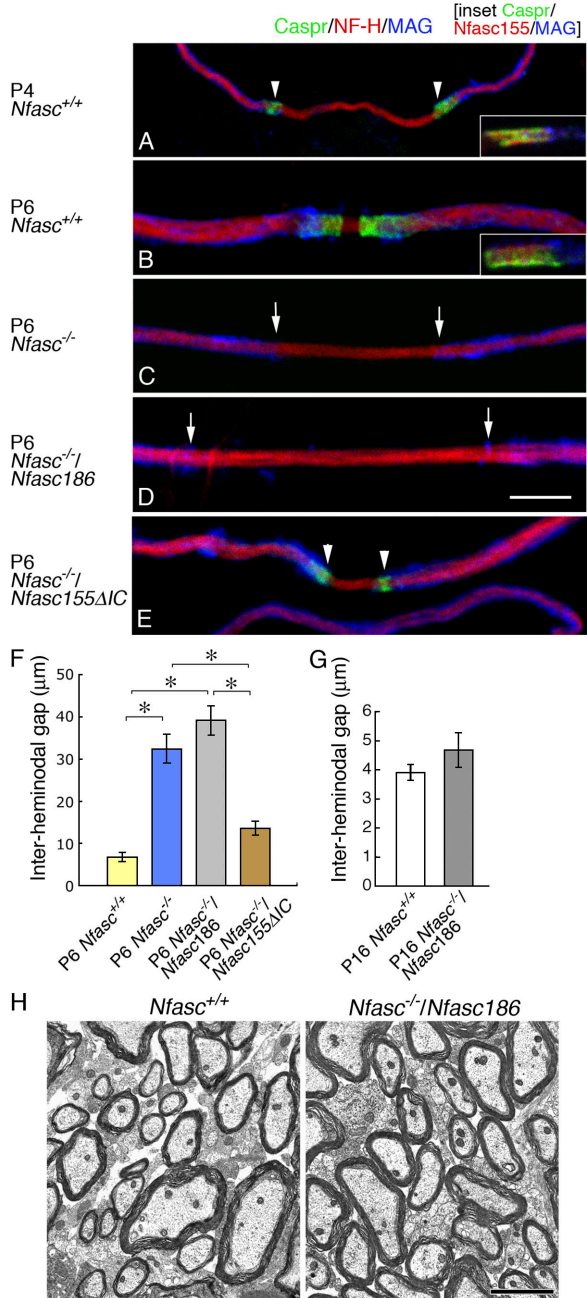 Caspr/NF-H/MAG
[inset Caspr/
Nfasc155/MAG]
P4
Nfasc+/+
A
P6
Nfasc+/+
B
P6
Nfasc-/-
C
P6
Nfasc-/-/
Nfasc186
D
P6
Nfasc-/-/
Nfasc155ΔIC
E
F
Inter-heminodal gap (μm)
50
40
30
20
10
0
* * * *
P6 Nfasc+/+
P6 Nfasc-/-
P6 Nfasc-/-/
Nfasc186
P6 Nfasc-/-/
Nfasc155ΔIC
G
Inter-heminodal gap (μm)
6
5
4
3
2
1
0
P16 Nfasc+/+
P16 Nfasc-/-/
Nfasc186
H
Nfasc+/+
Nfasc-/-/Nfasc186